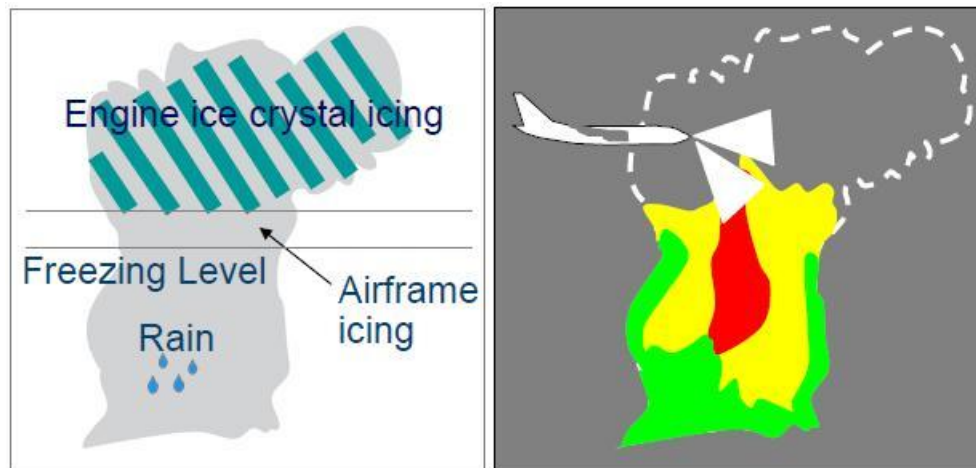 Engine ice crystal icing
Freezing Level
Airframe
icing
Rain